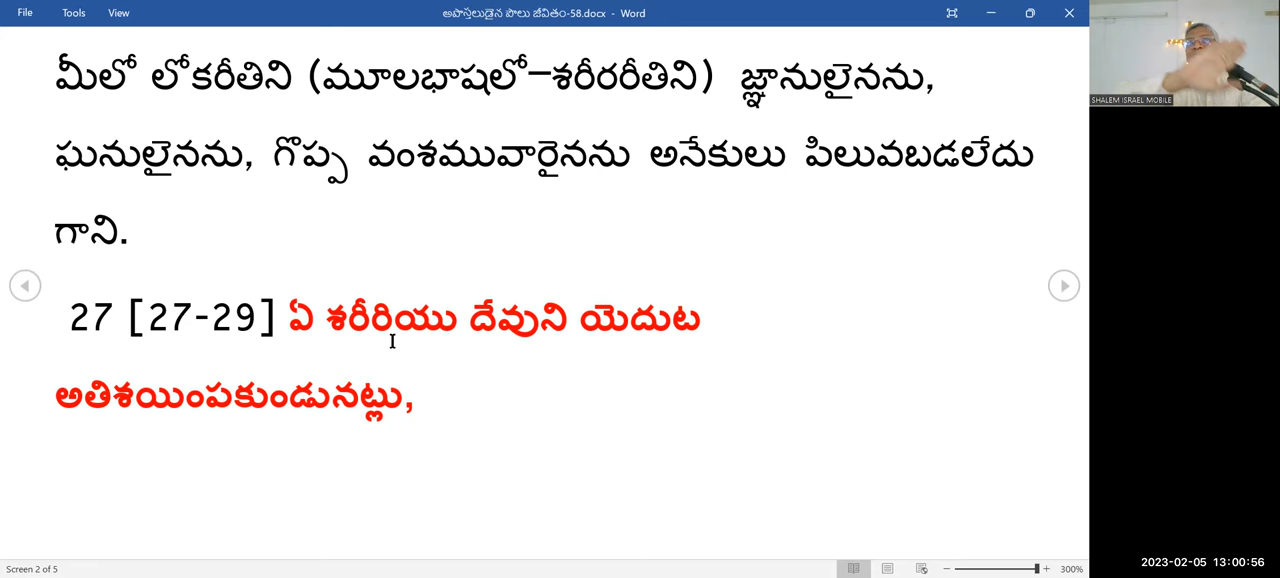 File Tools View అపొస్తలుడైన పౌలు జీవితం-58.docx - Word
మీలో లోకరీతిని (మూలభాషలో–శరీరరీతిని) జ్ఞానులైనను,
SHALEM ISRAEL MOBILE
ఘనులైనను, గొప్ప వంశమువారైనను అనేకులు పిలువబడలేదు
గాని.
27 [27-29] ఏ శరీరియు దేవుని యెదుట
అతిశయింపకుండునట్లు,
2023-02-05 13:00:56
Screen 2 of 5 300%